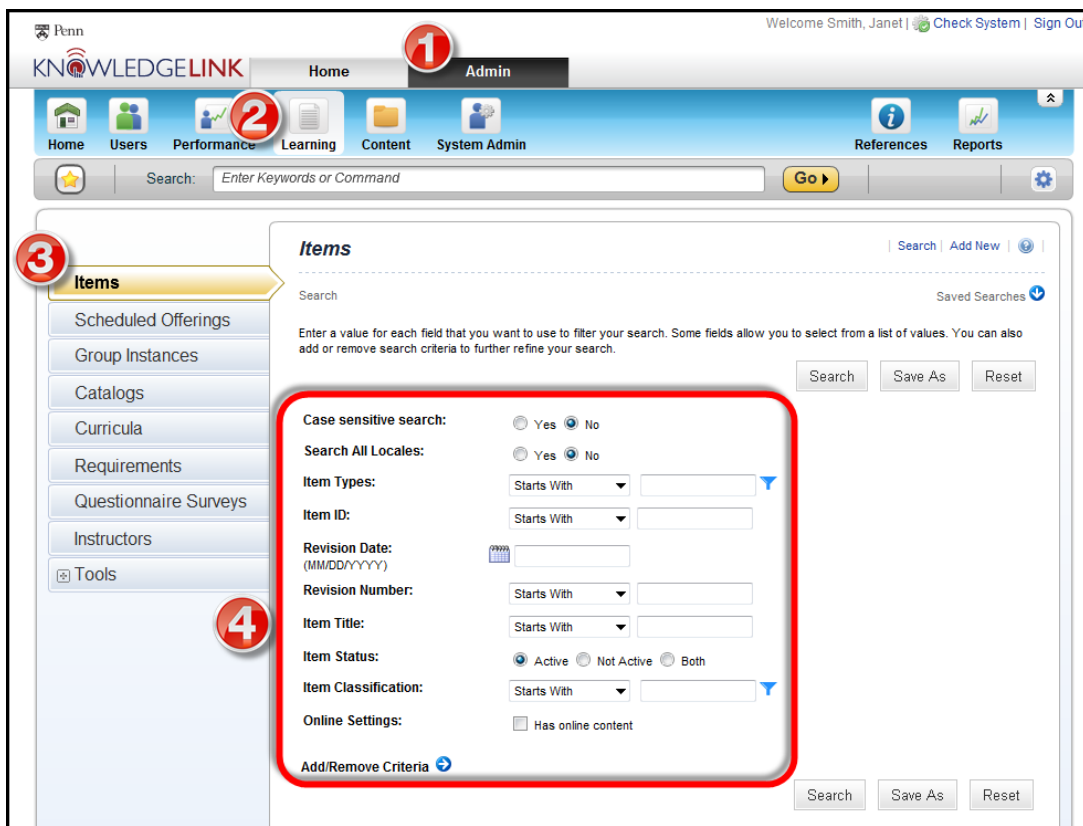 Penn
Welcome Smith, Janet | Check System | Sign Out
KNOWLEDGELINK
Home
1
Admin
2
Home
Users
Performance
Learning
Content
System Admin
References
Reports
Search:
Enter Keywords or Command
Go
3
Items
Scheduled Offerings
Group Instances
Catalogs
Curricula
Requirements
Questionnaire Surveys
Instructors
Tools
Items
Search | Add New
Search
Saved Searches
Enter a value for each field that you want to use to filter your search. Some fields allow you to select from a list of values. You can also
add or remove search criteria to further refine your search.
Search
Save As
Reset
4
Case sensitive search:
Yes
No
Search All Locales:
Yes
No
Item Types:
Starts With
Item ID:
Starts With
Revision Date:
(MM/DD/YYYY)
Revision Number:
Starts With
Item Title:
Starts With
Item Status:
Active
Not Active
Both
Item Classification:
Starts With
Online Settings:
Has online content
Add/Remove Criteria
Search
Save As
Reset